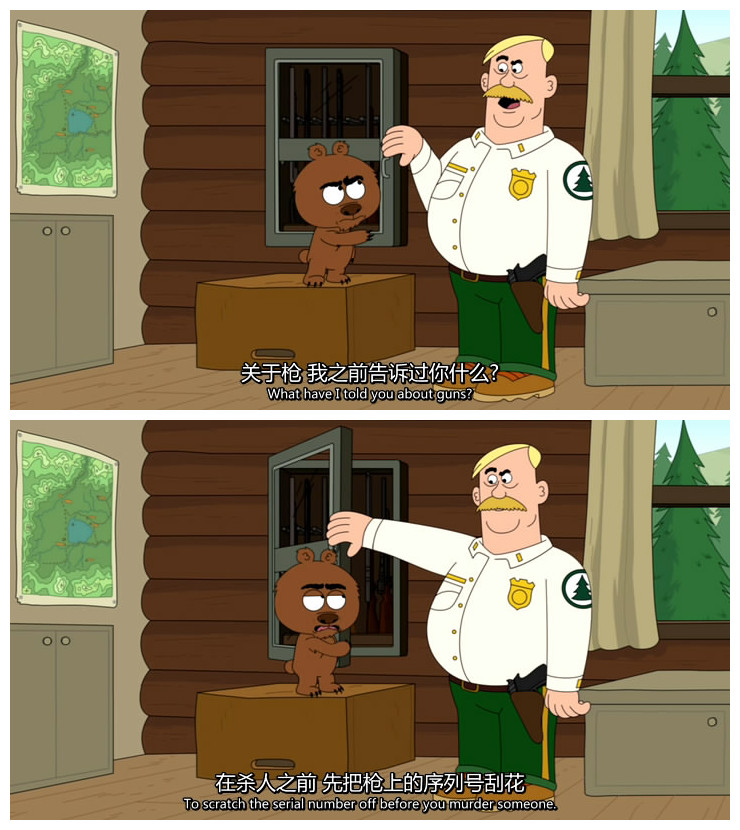 关于枪 我之前告诉过你什么?
What have I told you about guns?
在杀人之前 先把枪上的序列号刮花
To scratch the serial number off before you murder someone.